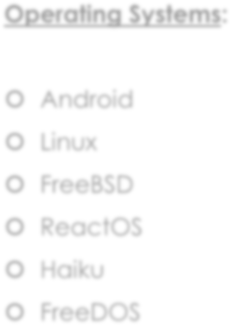 Operating Systems:
Android
Linux
FreeBSD
ReactOS
Haiku
FreeDOS